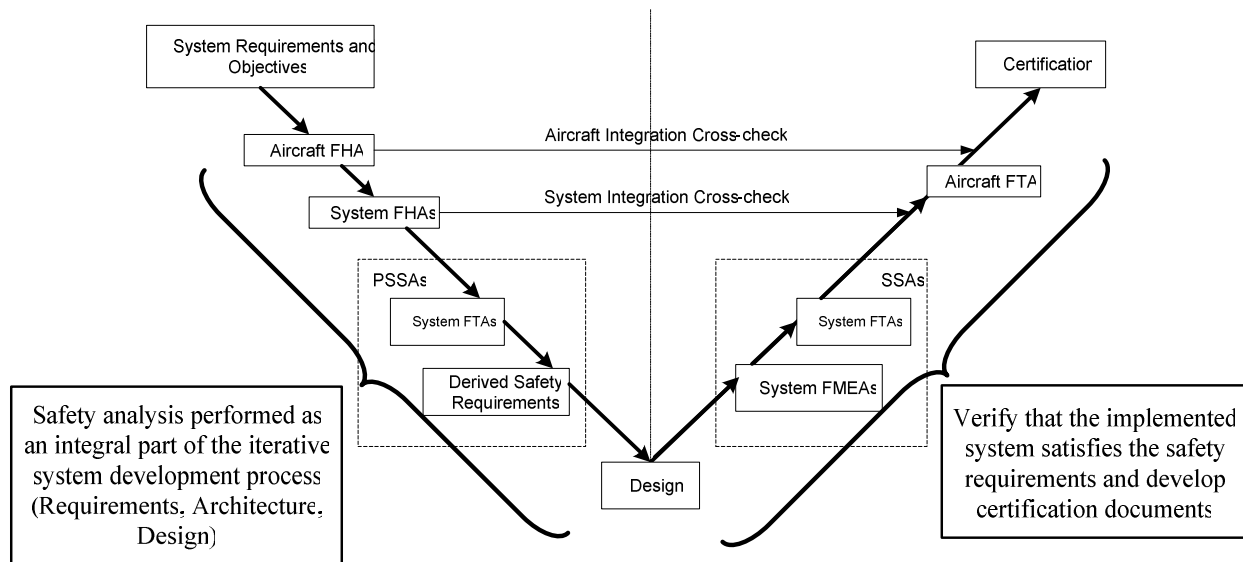 System Requirements and
Objectives
Certification
Aircraft Integration Cross-check
Aircraft FHA
Aircraft FTA
System Integration Cross-check
System FHAs
PSSAs
SSAs
System FTAs
System FTAs
Derived Safety
Requirements
System FMEAs
Design
Safety analysis performed as
an integral part of the iterative
system development process
(Requirements, Architecture,
Design)
Verify that the implemented
system satisfies the safety
requirements and develop
certification documents